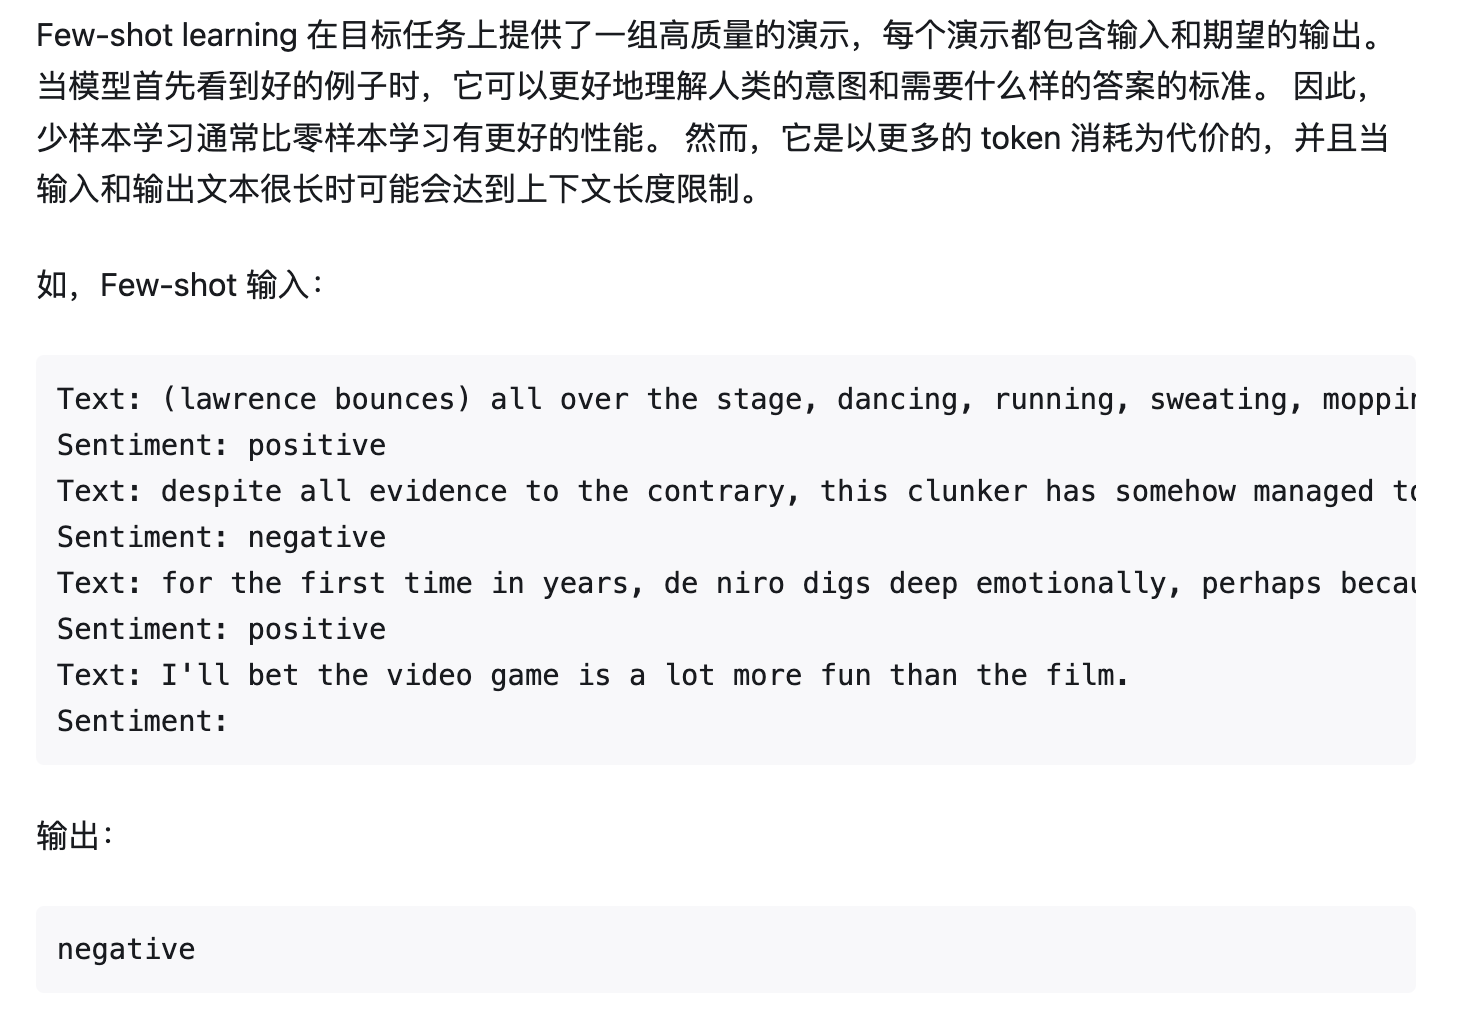 Few-shot learning 在目标任务上提供了一组高质量的演示，每个演示都包含输入和期望的输出。
当模型首先看到好的例子时，它可以更好地理解人类的意图和需要什么样的答案的标准。 因此，
少样本学习通常比零样本学习有更好的性能。 然而，它是以更多的 token 消耗为代价的，并且当
输入和输出文本很长时可能会达到上下文长度限制。
如，Few-shot 输入：
Text: (lawrence bounces) all over the stage, dancing, running, sweating,
Sentiment: positive
Text: despite all evidence to the contrary, this clunker has somehow managed
Sentiment: negative
Text: for the first time in years, de niro digs deep emotionally, perhaps
Sentiment: positive
Text: I'll bet the video game is a lot more fun than the film.
Sentiment:
输出：
negative